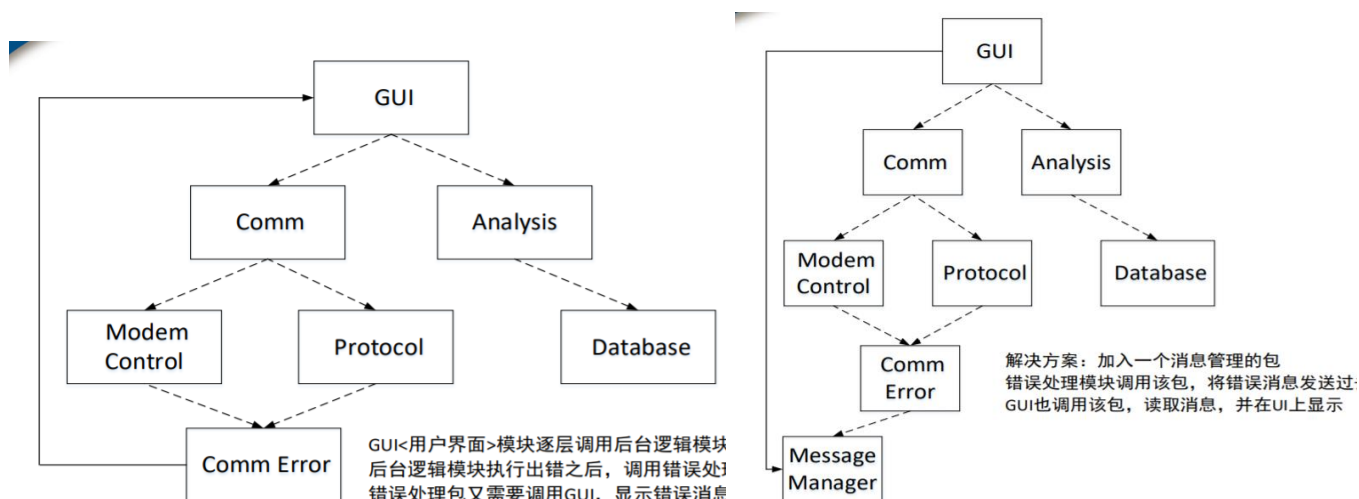 GUI
Comm
Analysis
Modem
Control
Protocol
Database
Comm Error
GUI<用户界面>模块逐层调用后台逻辑模块
后台逻辑模块执行出错之后，调用错误处理
错误处理包又需要调用GUI，显示错误消息
GUI
Comm
Analysis
Modem
Control
Protocol
Database
Comm
Error
解决方案：加入一个消息管理的包
错误处理模块调用该包，将错误消息发送过
GUI也调用该包，读取消息，并在UI上显示
Message
Manager